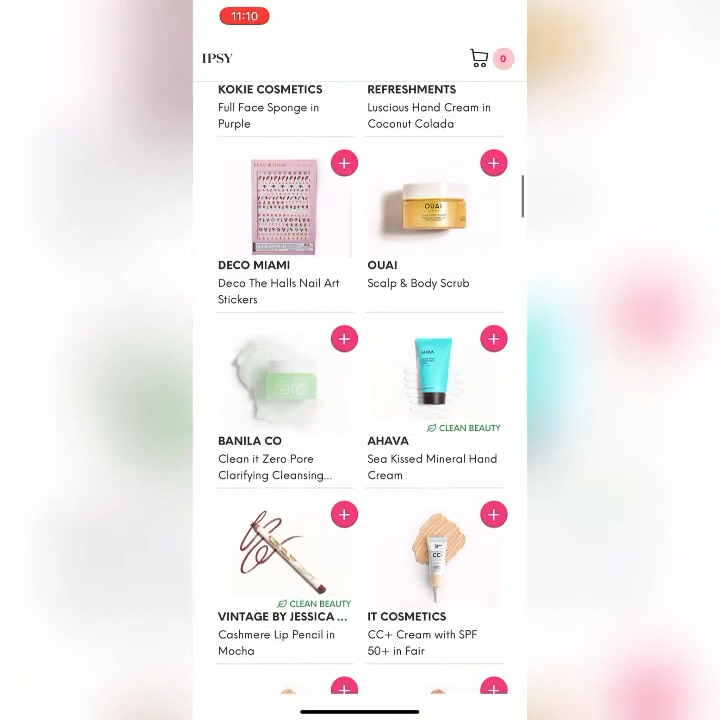 11:10
IPSY
0
KOKIE COSMETICS
Full Face Sponge in
Purple
REFRESHMENTS
Luscious Hand Cream in
Coconut Colada
DECO MIAMI
Deco The Halls Nail Art
Stickers
OUAI
OUAI
Scalp & Body Scrub
BANILA CO
Clean it Zero Pore
Clarifying Cleansing...
AHAVA
CLEAN BEAUTY
AHAVA
Sea Kissed Mineral Hand
Cream
CLEAN BEAUTY
VINTAGE BY JESSICA ...
Cashmere Lip Pencil in
Mocha
CC+
IT COSMETICS
CC+ Cream with SPF
50+ in Fair